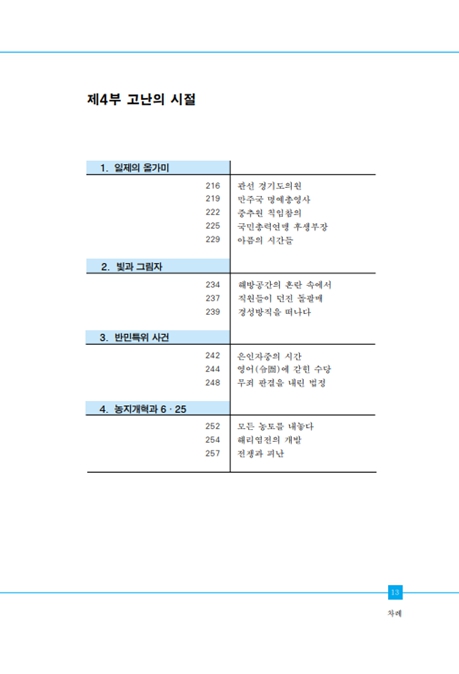 제4부 고난의 시절
1. 일제의 올가미
216 관선 경기도의원
219 만주국 명예총영사
222 중추원 칙임참의
225 국민총력연맹 후생부장
229 아픔의 시간들
2. 빛과 그림자
234 해방공간의 혼란 속에서
237 직원들이 던진 돌팔매
239 경성방직을 떠나다
3. 반민특위 사건
242 은인자중의 시간
244 영어(囹圄)에 갇힌 수당
248 무죄 판결을 내린 법정
4. 농지개혁과 6·25
252 모든 농토를 내놓다
254 해리염전의 개발
257 전쟁과 피난
13
차례